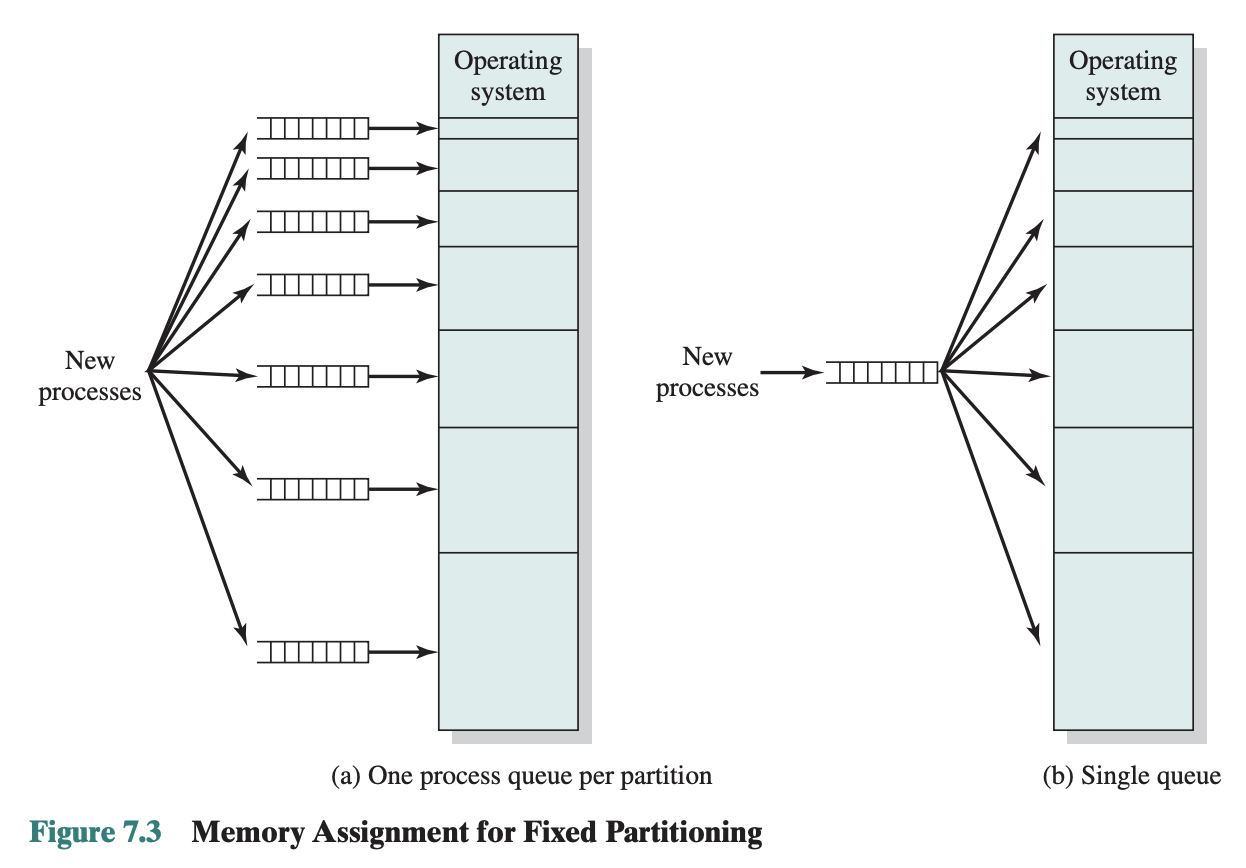 Operating
system
New
processes
(a) One process queue per partition
Operating
system
New
processes
(b) Single queue
Figure 7.3 Memory Assignment for Fixed Partitioning